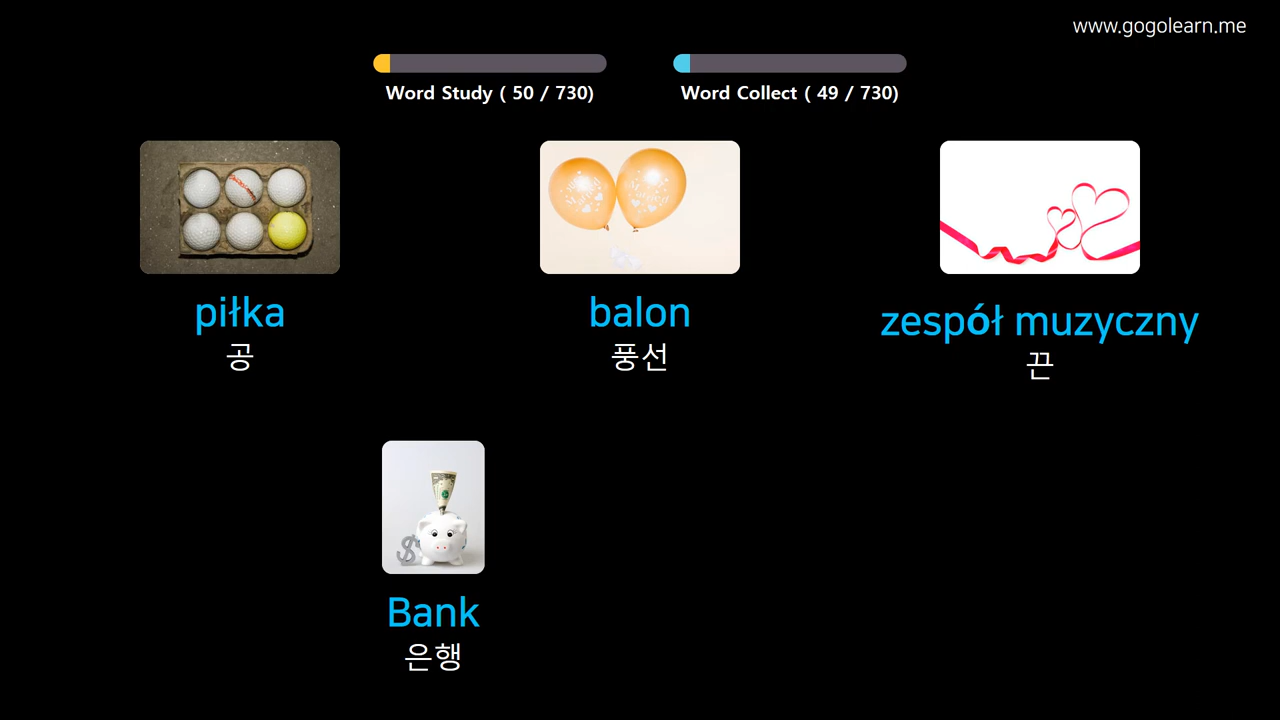 www.gogolearn.me
Word Study ( 50 / 730)
Word Collect ( 49 / 730)
piłka
공
balon
풍선
zespół muzyczny
끈
Bank
은행